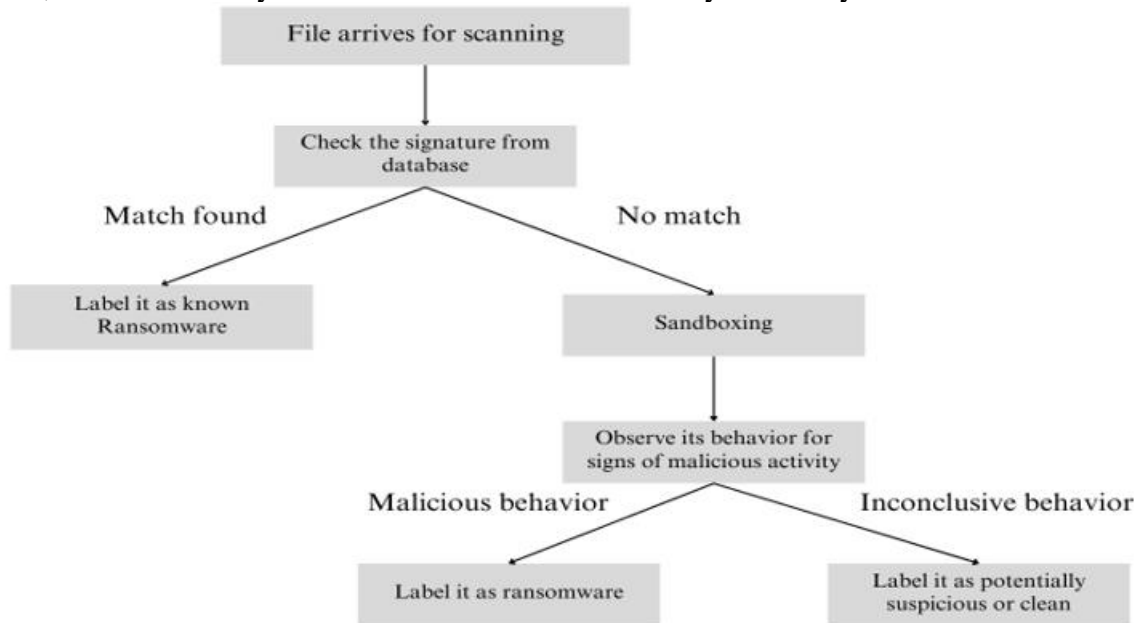 File arrives for scanning
Check the signature from
database
Match found
No match
Label it as known
Ransomware
Sandboxing
Observe its behavior for
signs of malicious activity
Malicious behavior
Inconclusive behavior
Label it as ransomware
Label it as potentially
suspicious or clean